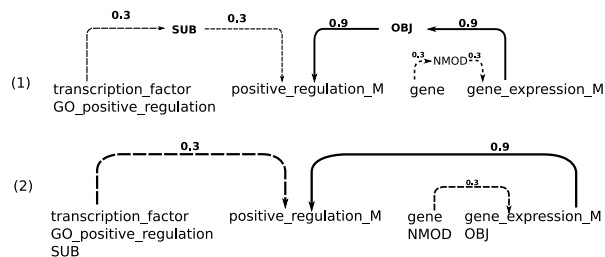 0.3 SUB 0.3 0.9 OBJ 0.9
0.3 NMOD 0.3
(1) transcription_factor positive_regulation_M gene gene_expression_M
GO_positive_regulation
0.3 0.9
(2) 0.3
transcription_factor positive_regulation_M gene gene_expression_M
GO_positive_regulation NMOD OBJ
SUB